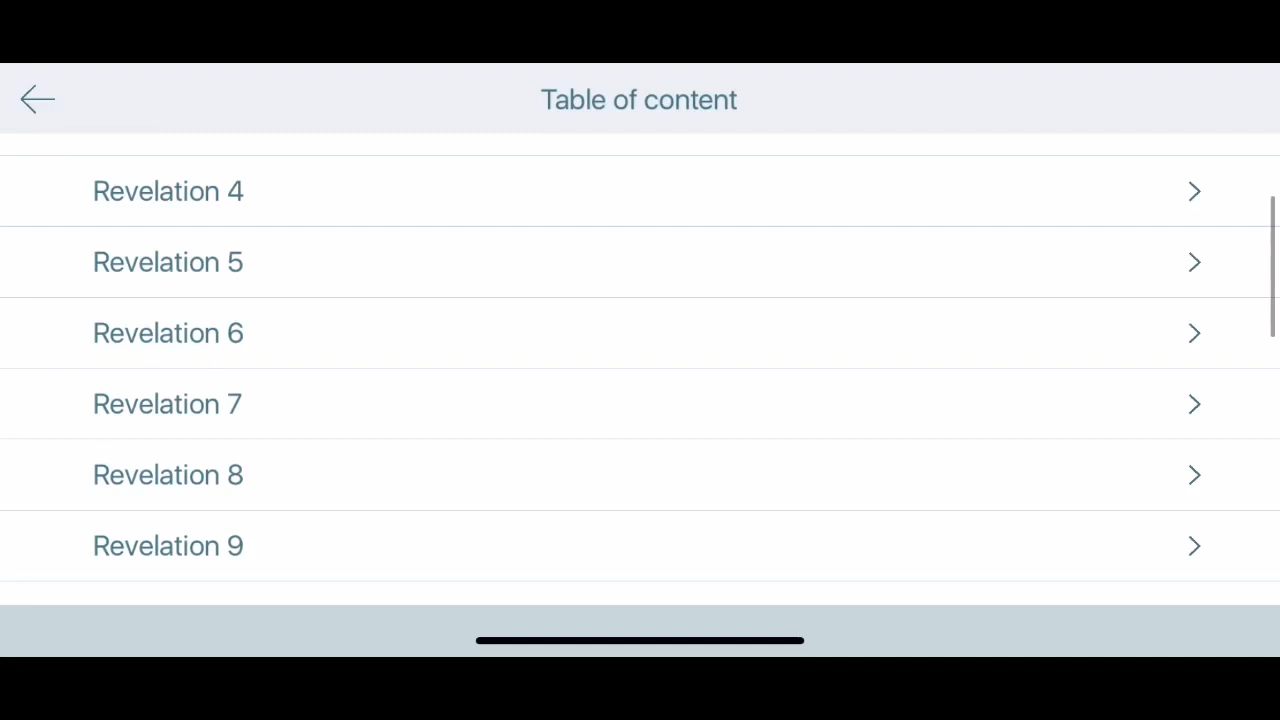 Table of content
Revelation 4
Revelation 5
Revelation 6
Revelation 7
Revelation 8
Revelation 9